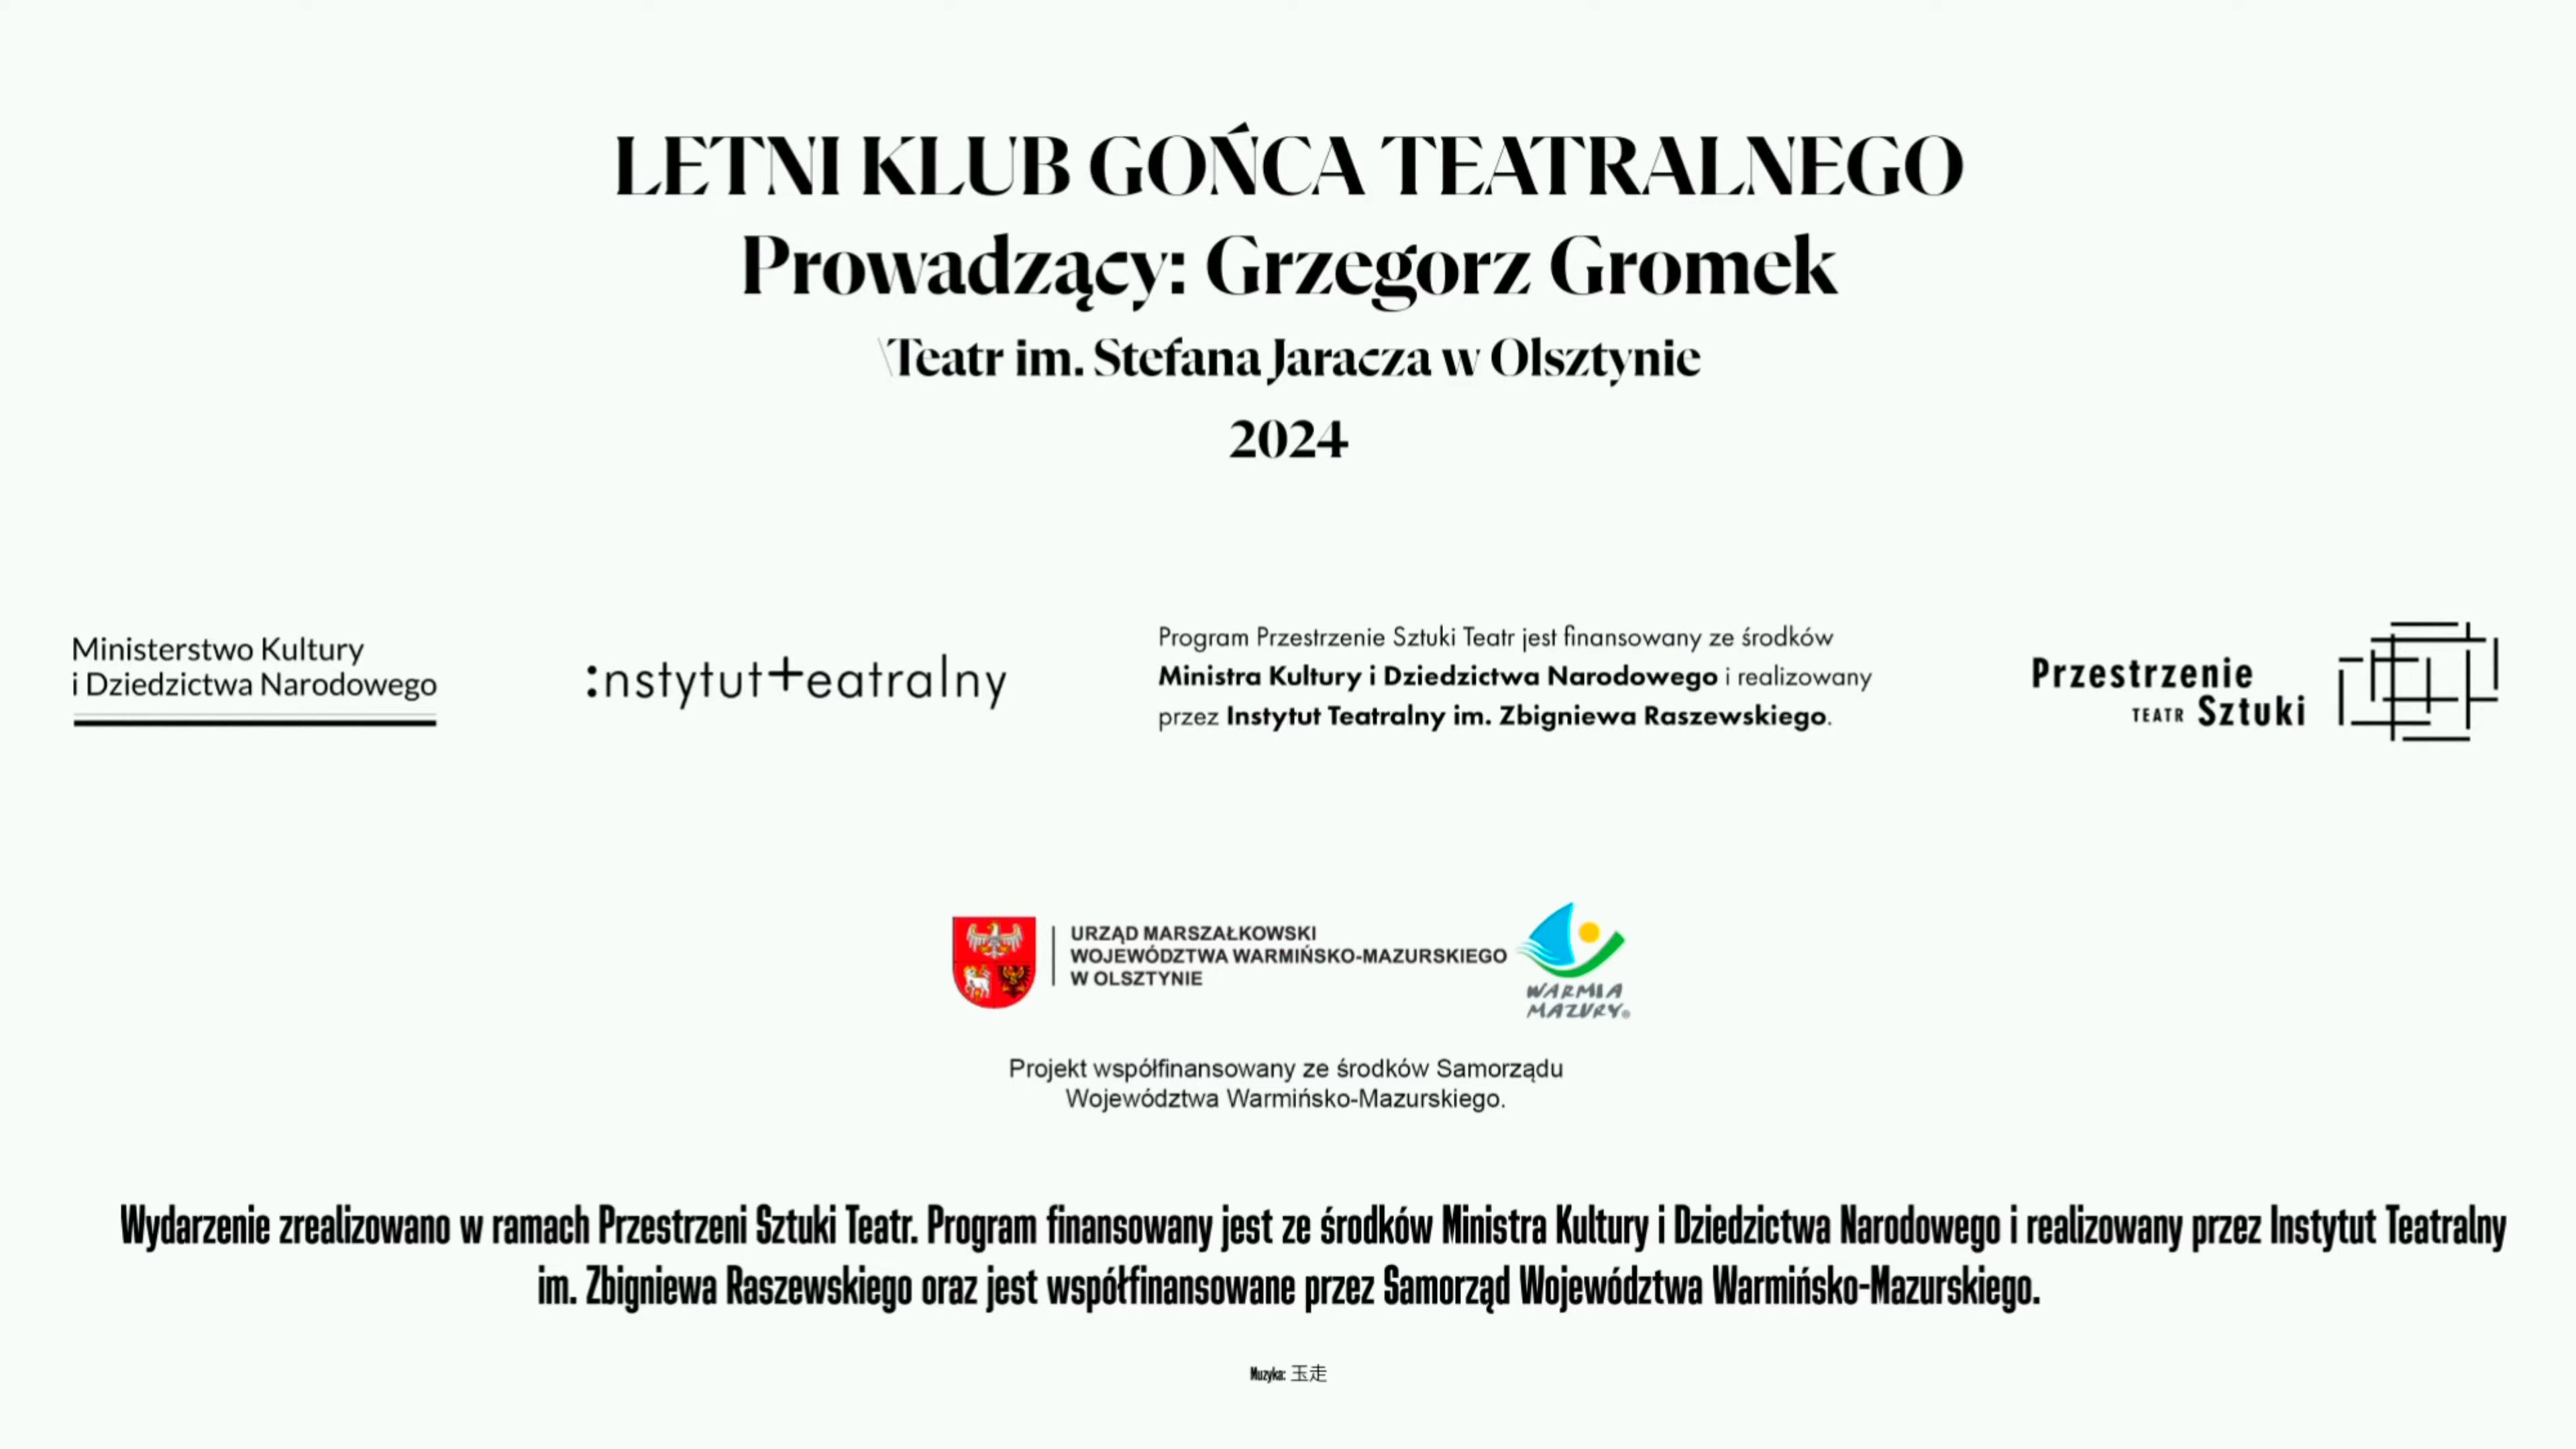 LETNI KLUB GOŃCA TEATRALNEGO
Prowadzący: Grzegorz Gromek
\Teatr im. Stefana Jaracza w Olsztynie
2024
Ministerstwo Kultury
i Dziedzictwa Narodowego
:nstytut+eatralny
Program Przestrzenie Sztuki Teatr jest finansowany ze środków
Ministra Kultury i Dziedzictwa Narodowego i realizowany
przez Instytut Teatralny im. Zbigniewa Raszewskiego.
Przestrzenie
TEATR Sztuki
URZĄD MARSZAŁKOWSKI
WOJEWÓDZTWA WARMIŃSKO-MAZURSKIEGO
W OLSZTYNIE
WARMIA
MAZURY®
Projekt współfinansowany ze środków Samorządu
Województwa Warmińsko-Mazurskiego.
Wydarzenie zrealizowano w ramach Przestrzeni Sztuki Teatr. Program finansowany jest ze środków Ministra Kultury i Dziedzictwa Narodowego i realizowany przez Instytut Teatralny
im. Zbigniewa Raszewskiego oraz jest współfinansowane przez Samorząd Województwa Warmińsko-Mazurskiego.
Muzyka: 玉走